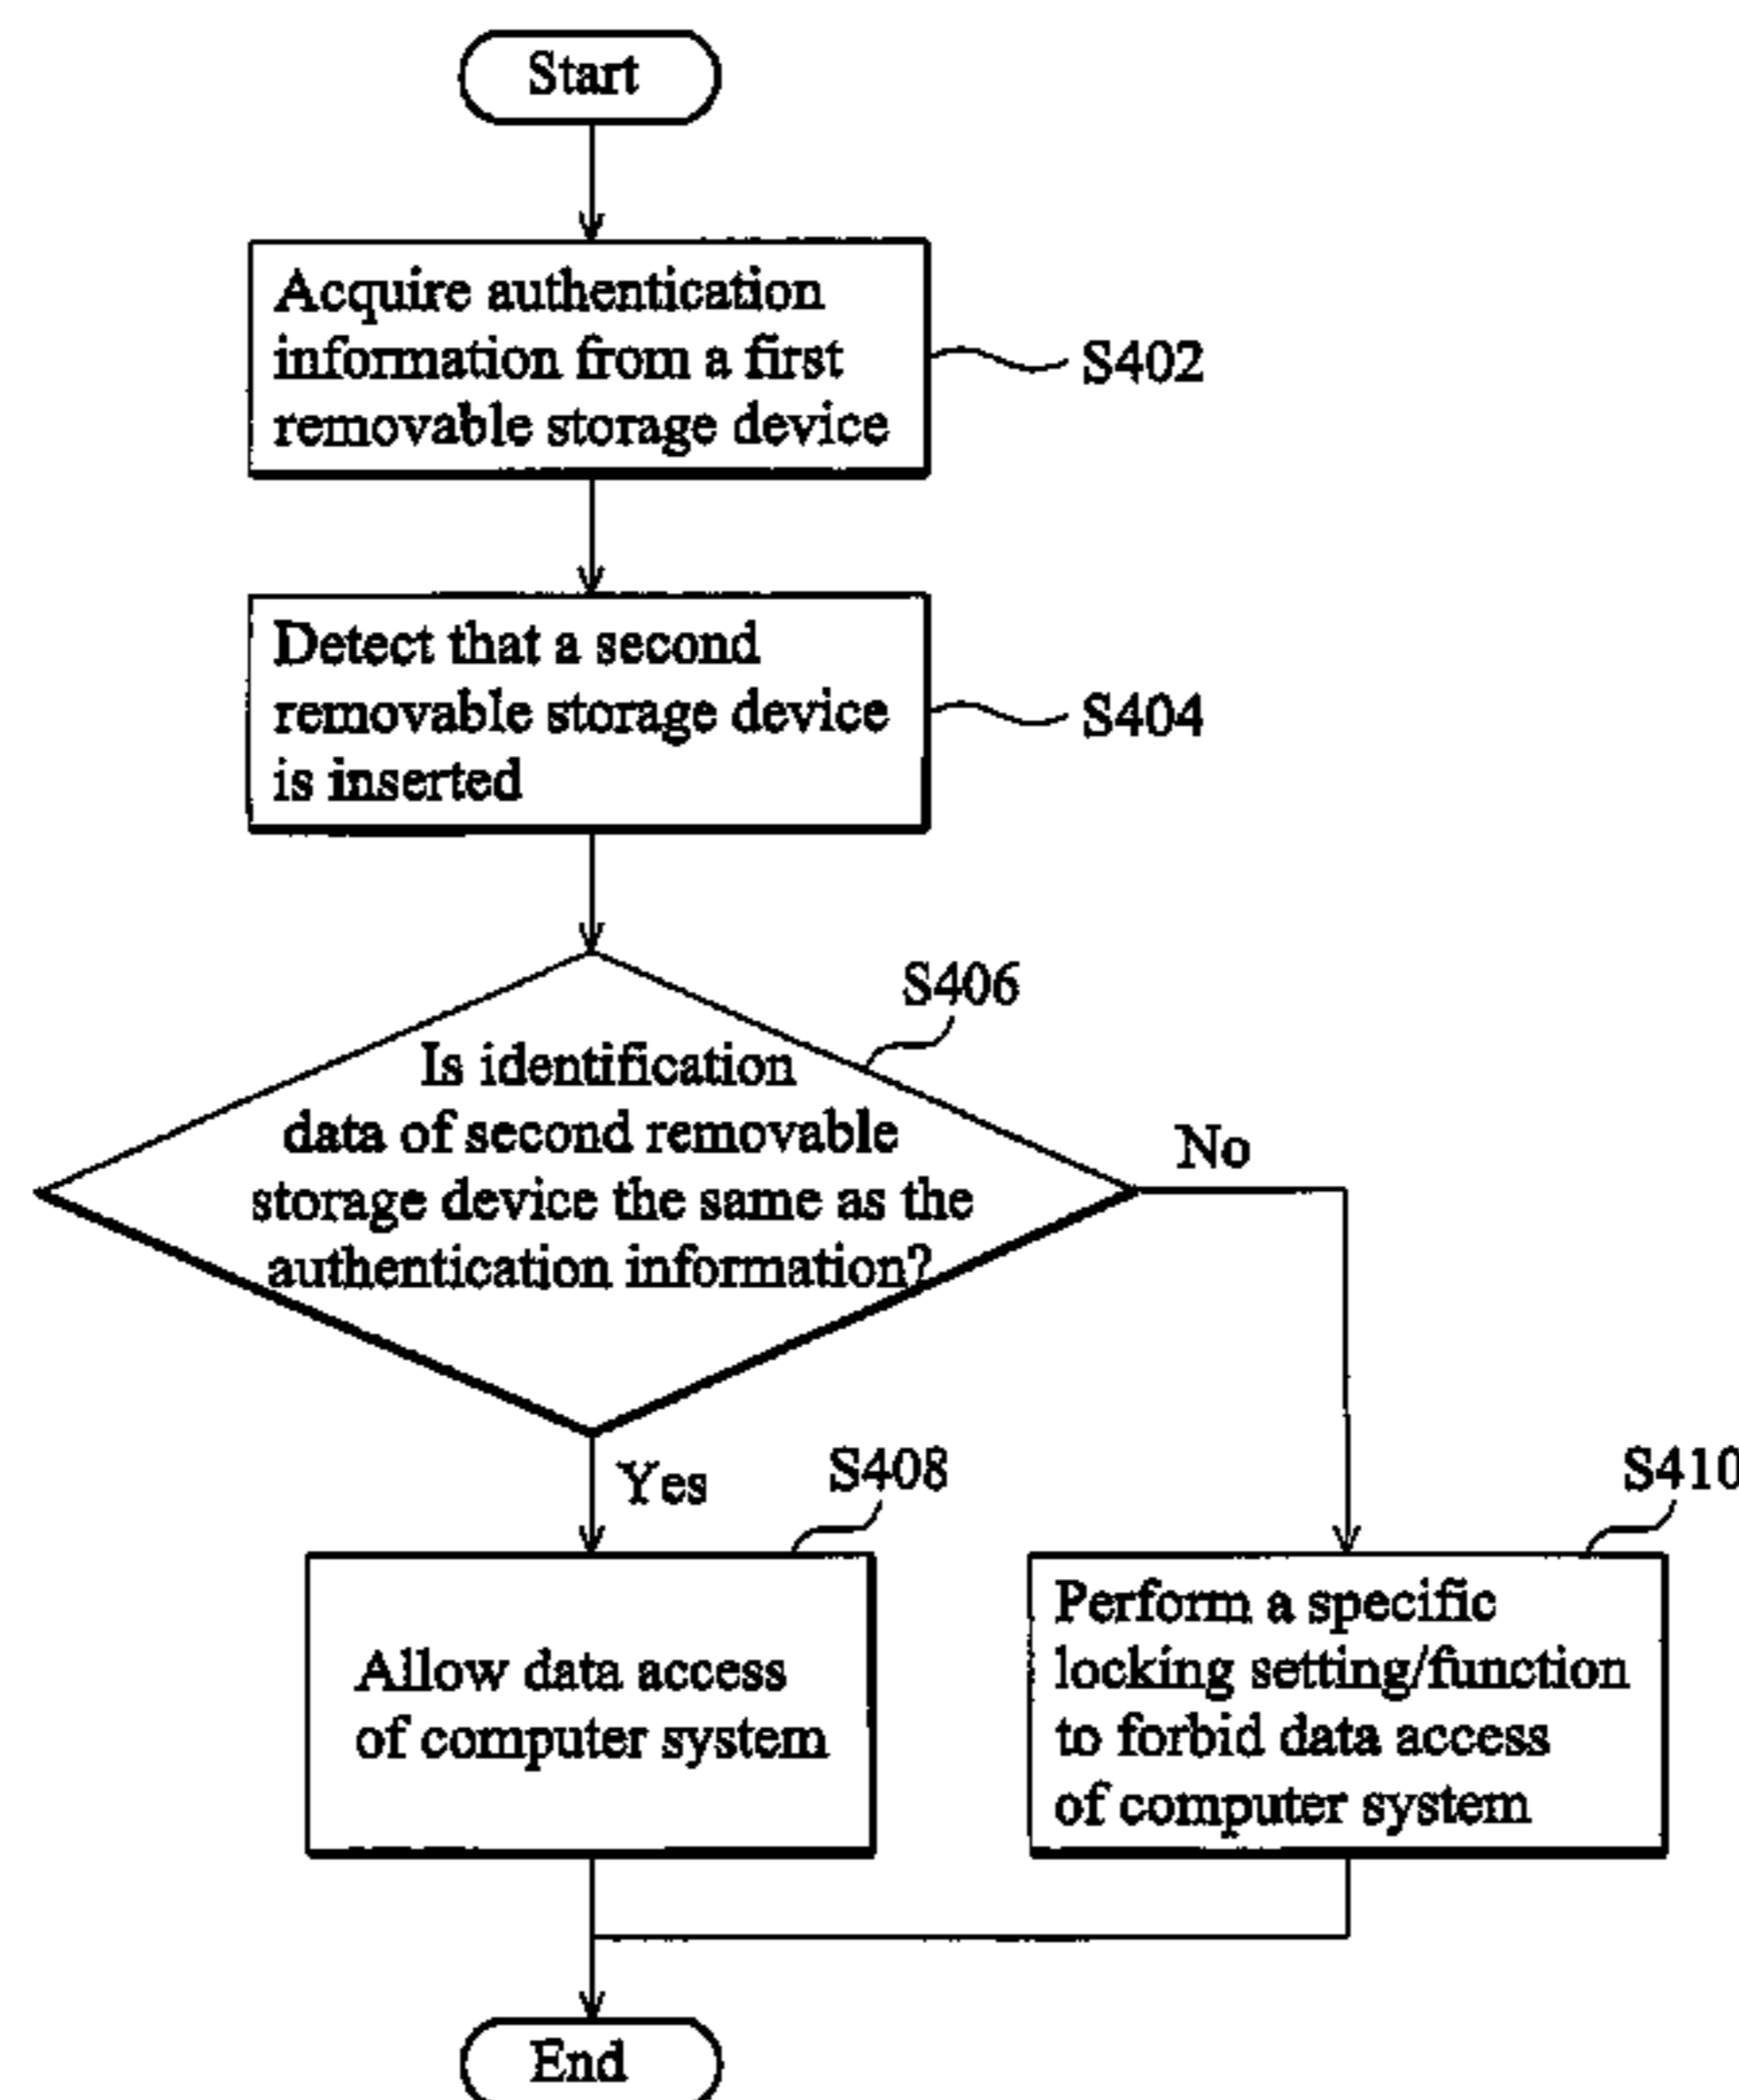 Start
Acquire authentication
information from a first
removable storage device
S402
Detect that a second
removable storage device
is inserted
S404
S406
Is identification
data of second removable
storage device the same as the
authentication information?
No
Yes
S408
S410
Allow data access
of computer system
Perform a specific
locking setting/function
to forbid data access
of computer system
End